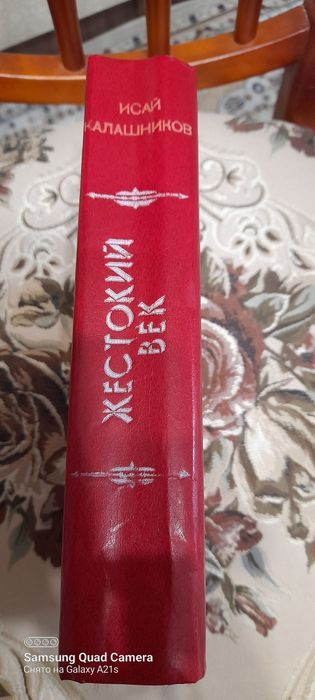 ИСАЙ
КАЛАШНИКОВ
ЖЕСТОКИЙ
ВЕК
Samsung Quad Camera
Снято на Galaxy A21s